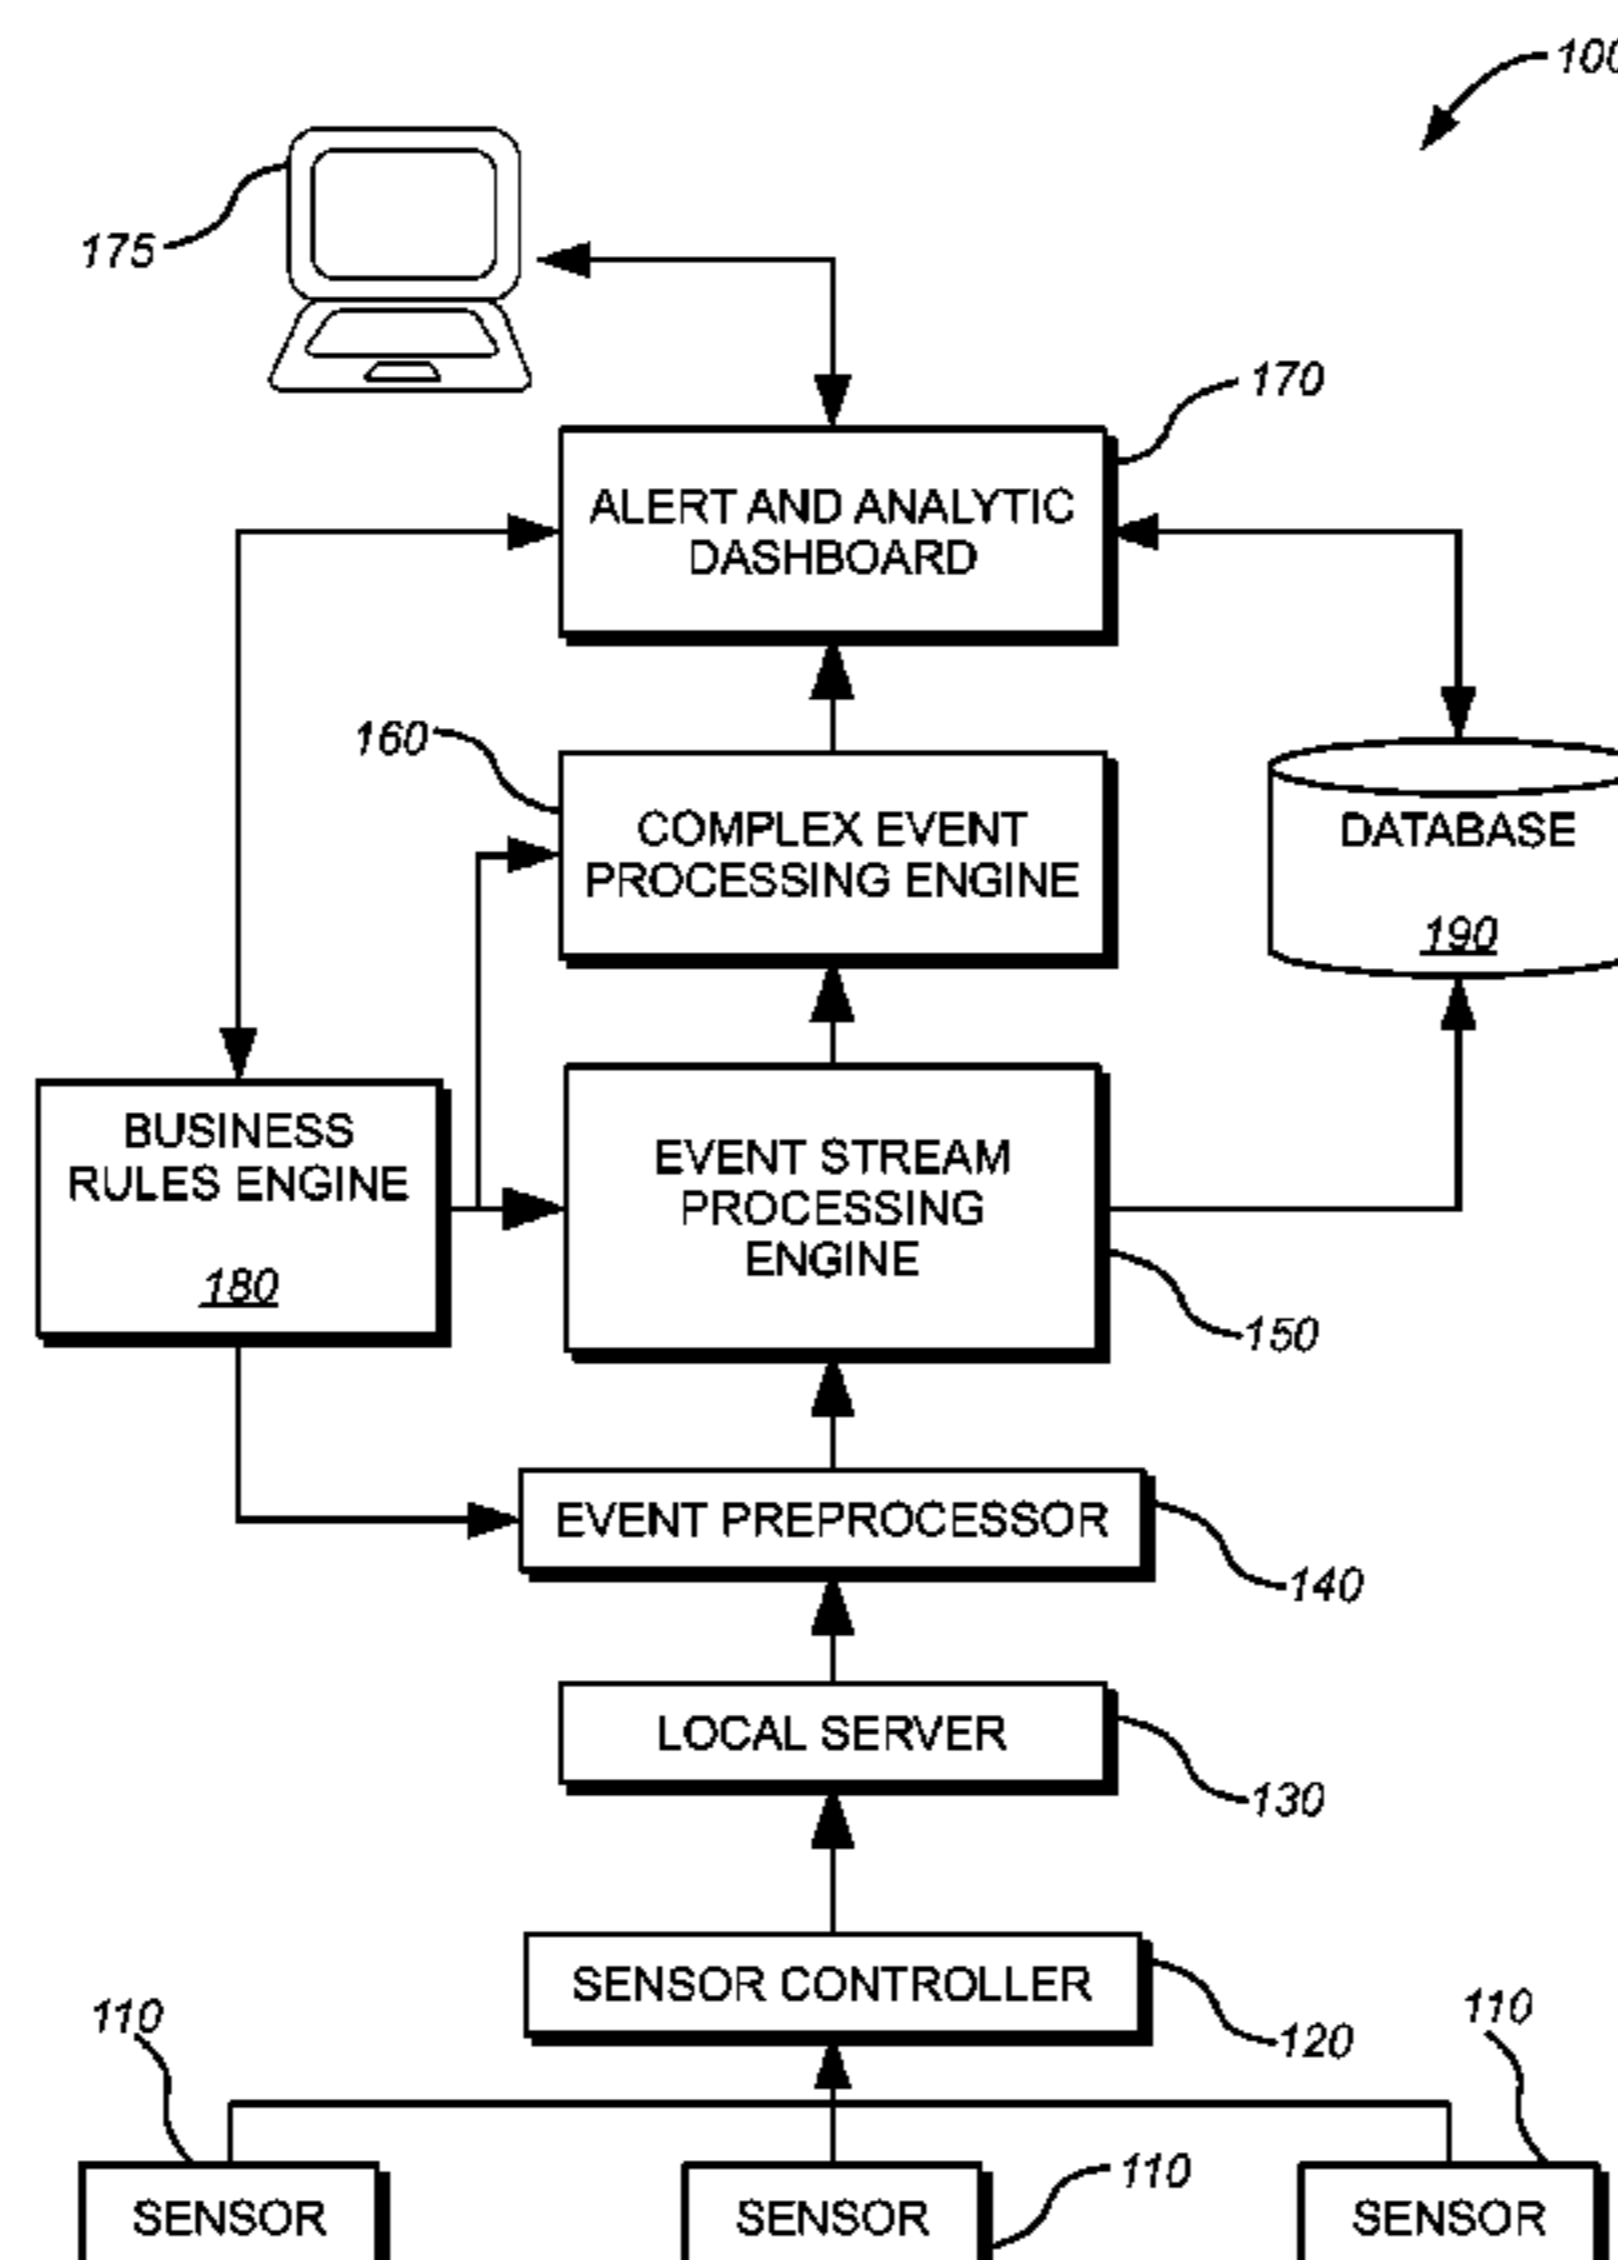 100
175
170
ALERT AND ANALYTIC
DASHBOARD
160
COMPLEX EVENT
PROCESSING ENGINE
DATABASE
190
BUSINESS
RULES ENGINE
180
EVENT STREAM
PROCESSING
ENGINE
150
EVENT PREPROCESSOR
140
LOCAL SERVER
130
SENSOR CONTROLLER
120
110
110
110
SENSOR
SENSOR
SENSOR